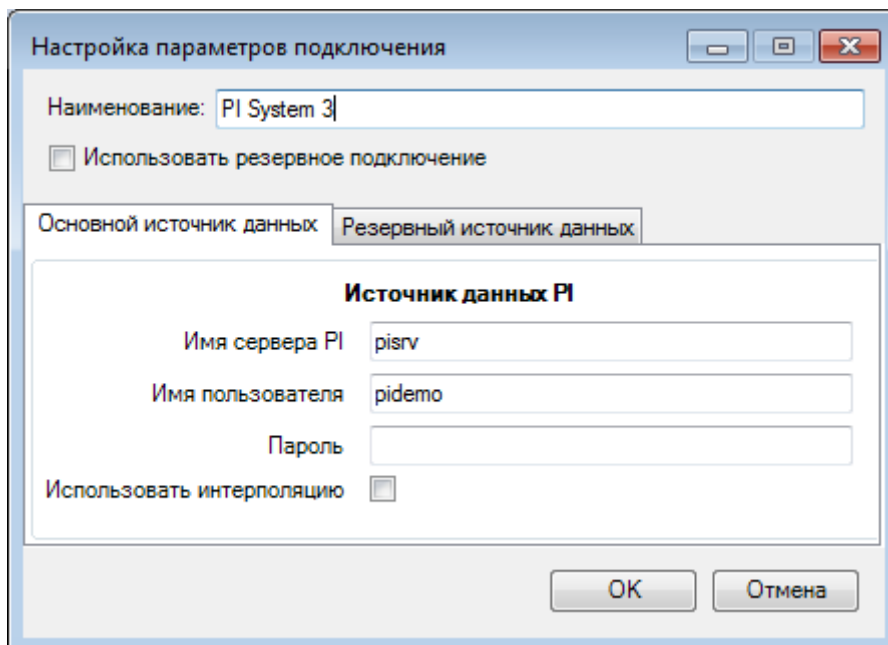 Настройка параметров подключения
Наименование: PI System 3
Использовать резервное подключение
Основной источник данных Резервный источник данных
Источник данных PI
Имя сервера PI pisrv
Имя пользователя pidemo
Пароль
Использовать интерполяцию
OK Отмена